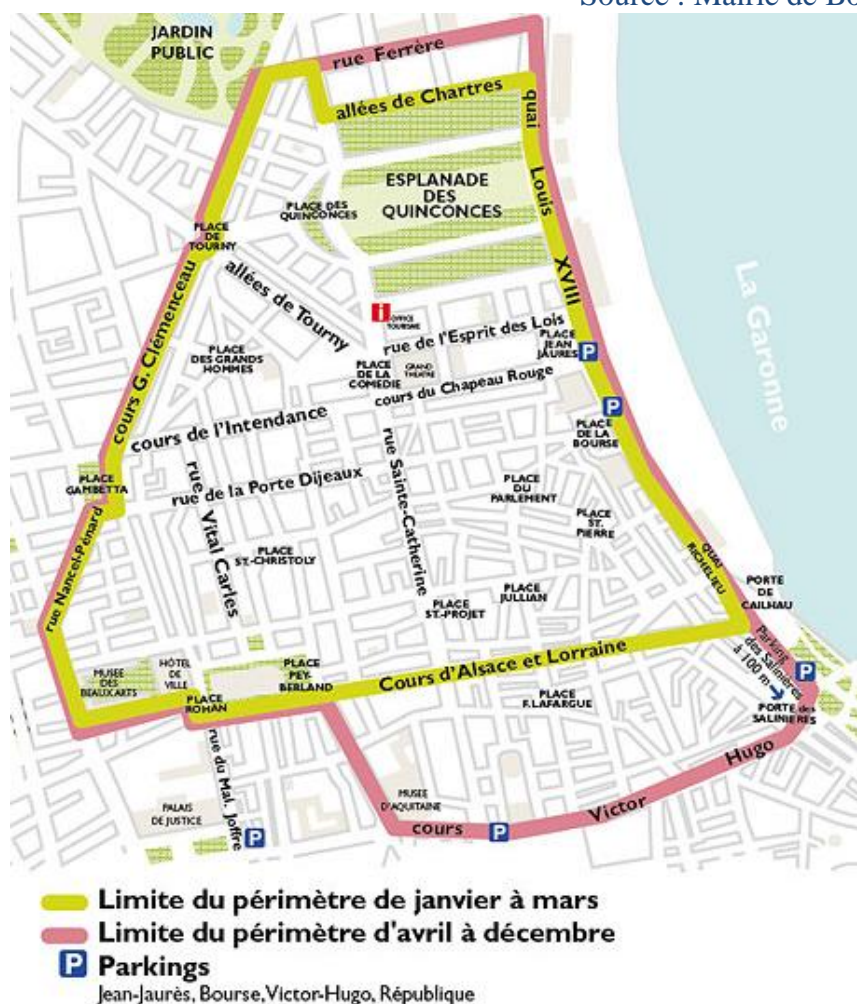 Source : Mairie de Bo
JARDIN
PUBLIC
rue Ferrère
allées de Chartres
quai
Louis
XVIII
ESPLANADE
DES
QUINCONCES
PLACE DES
QUINCONCES
PLACE
DE
TOURNY
allées de Tourny
cours G. Clémenceau
La Garonne
i
OFFICE
TOURISME
rue de l'Esprit des Lois
PLACE
JEAN
JAURES
P
PLACE
DES GRANDS
HOMMES
PLACE
DE LA
COMEDIE
GRAND
THEATRE
cours du Chapeau Rouge
P
cours de l'Intendance
PLACE
DE LA
BOURSE
PLACE
GAMBETTA
rue de la Porte Dijeaux
rue Sainte-Catherine
rue Vital Carles
PLACE
DU
PARLEMENT
PLACE
ST.
PIERRE
rue Nancel-Pénard
PLACE
ST.-CHRISTOLY
QUAI
RICHELIEU
PLACE
JULLIAN
PLACE
ST.-PROJET
PORTE
DE
CAILHAU
Parking
des Salinières
à 100 m
P
MUSEE
DES
BEAUX ARTS
HÔTEL
DE
VILLE
PLACE
PEY-
BERLAND
Cours d'Alsace et Lorraine
PLACE
ROHAN
PLACE
F. LAFARGUE
PORTE des
SALINIERES
rue du Mal. Joffre
PALAIS
DE JUSTICE
P
MUSEE
D'AQUITAINE
cours
P
Victor
Hugo
Limite du périmètre de janvier à mars
Limite du périmètre d'avril à décembre
P Parkings
Jean-Jaurès, Bourse, Victor-Hugo, République